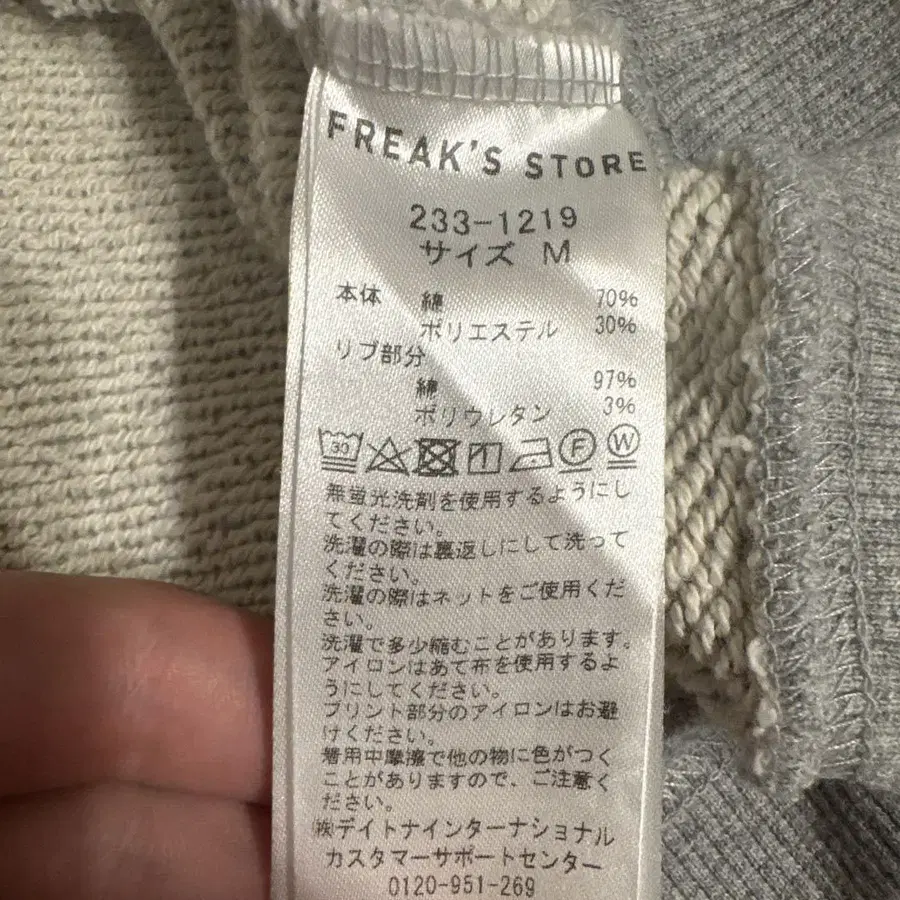 FREAK'S STORE
233-1219
サイズ M
本体 綿 70%
ポリエステル 30%
リブ部分
綿 97%
ポリウレタン 3%
30 1 F W
無蛍光洗剤を使用するようにし
てください。
洗濯の際は裏返しにして洗って
ください。
洗濯の際はネットをご使用くだ
さい。
洗濯で多少縮むことがあります。
アイロンはあて布を使用するよ
うにしてください。
プリント部分のアイロンはお避
けください。
着用中摩擦で他の物に色がつく
ことがありますので、ご注意く
ださい。
㈱デイトナインターナショナル
カスタマーサポートセンター
0120-951-269